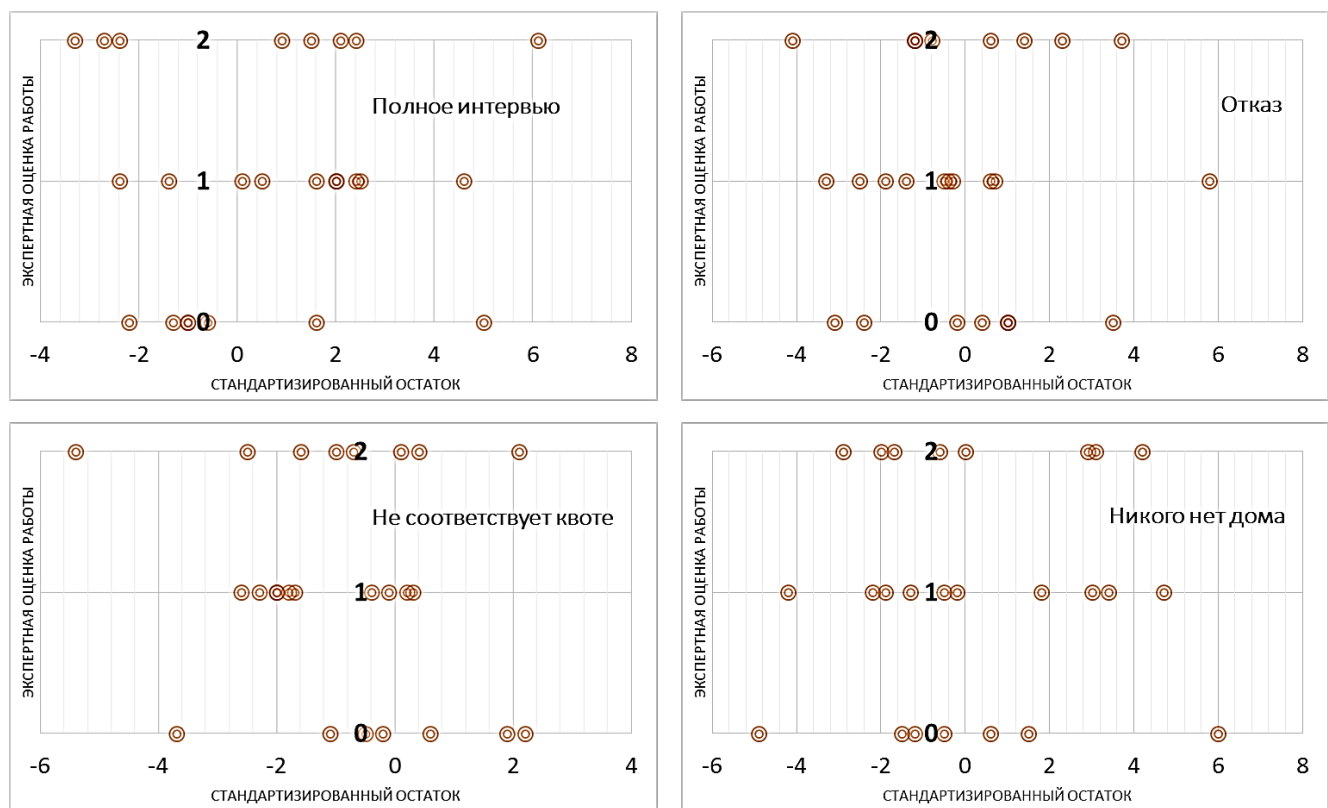 ЭКСПЕРТНАЯ ОЦЕНКА РАБОТЫ
2
1
0
Полное интервью
-4 -2 0 2 4 6 8
СТАНДАРТИЗИРОВАННЫЙ ОСТАТОК
ЭКСПЕРТНАЯ ОЦЕНКА РАБОТЫ
2
1
0
Отказ
-6 -4 -2 0 2 4 6 8
СТАНДАРТИЗИРОВАННЫЙ ОСТАТОК
ЭКСПЕРТНАЯ ОЦЕНКА РАБОТЫ
2
1
0
Не соответствует квоте
-6 -4 -2 0 2 4
СТАНДАРТИЗИРОВАННЫЙ ОСТАТОК
ЭКСПЕРТНАЯ ОЦЕНКА РАБОТЫ
2
1
0
Никого нет дома
-6 -4 -2 0 2 4 6 8
СТАНДАРТИЗИРОВАННЫЙ ОСТАТОК